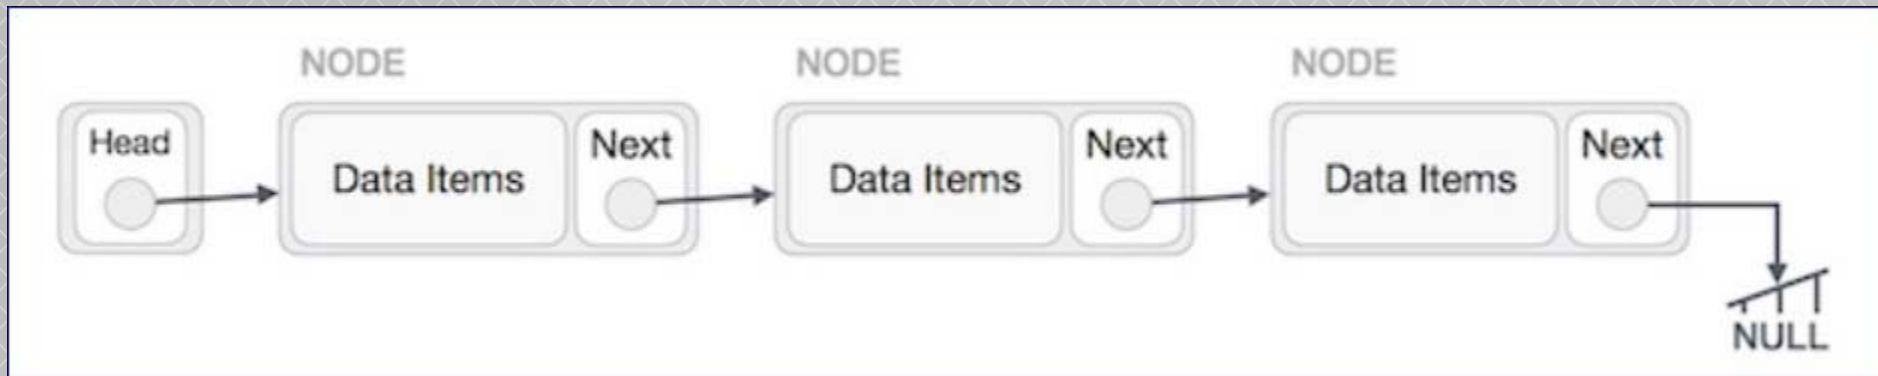 NODE NODE NODE
Head
Data Items Next
Data Items Next
Data Items Next
NULL